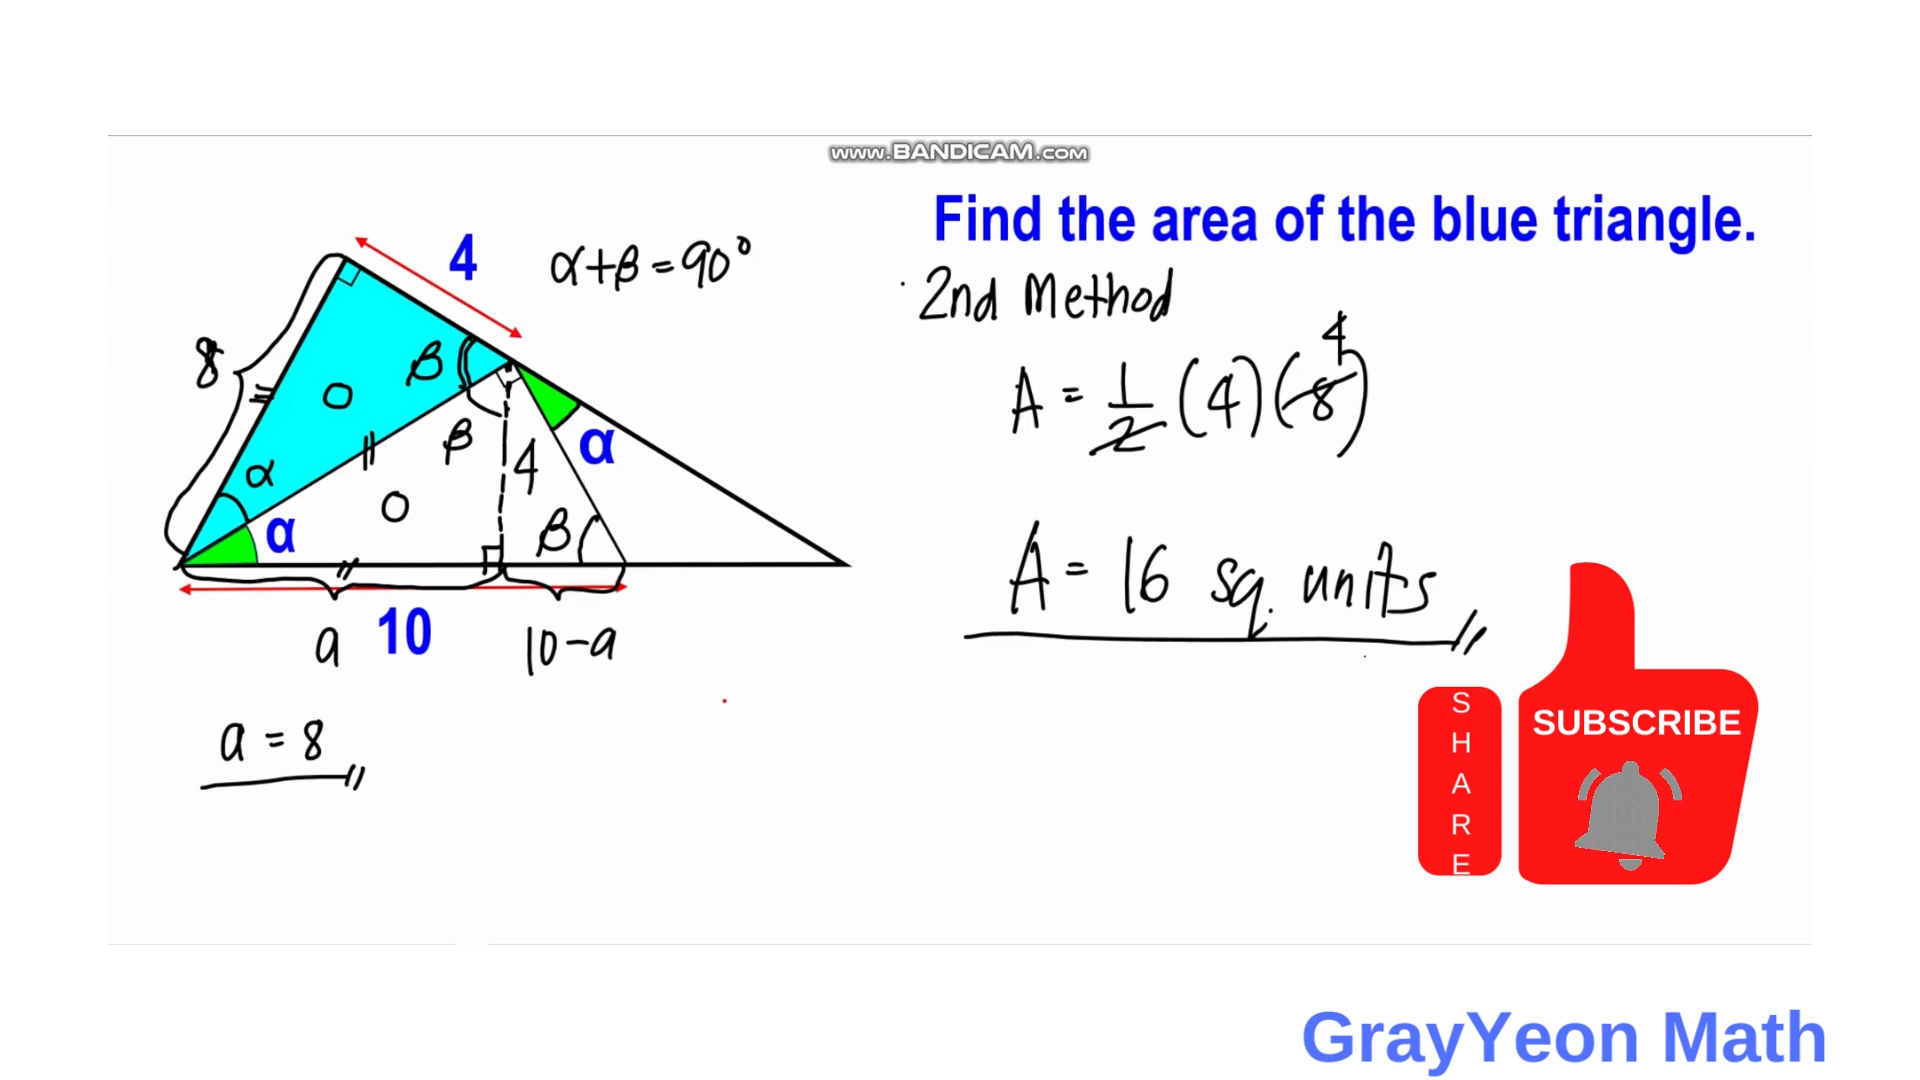 www.BANDICAM.com
Find the area of the blue triangle.
4
α+β=90°
2nd Method
8
β
4
A = 1/2 (4)(8)
α
β
4
α
α
β
A = 16 sq. units
a
10
10-a
a = 8
SHARE
SUBSCRIBE
GrayYeon Math